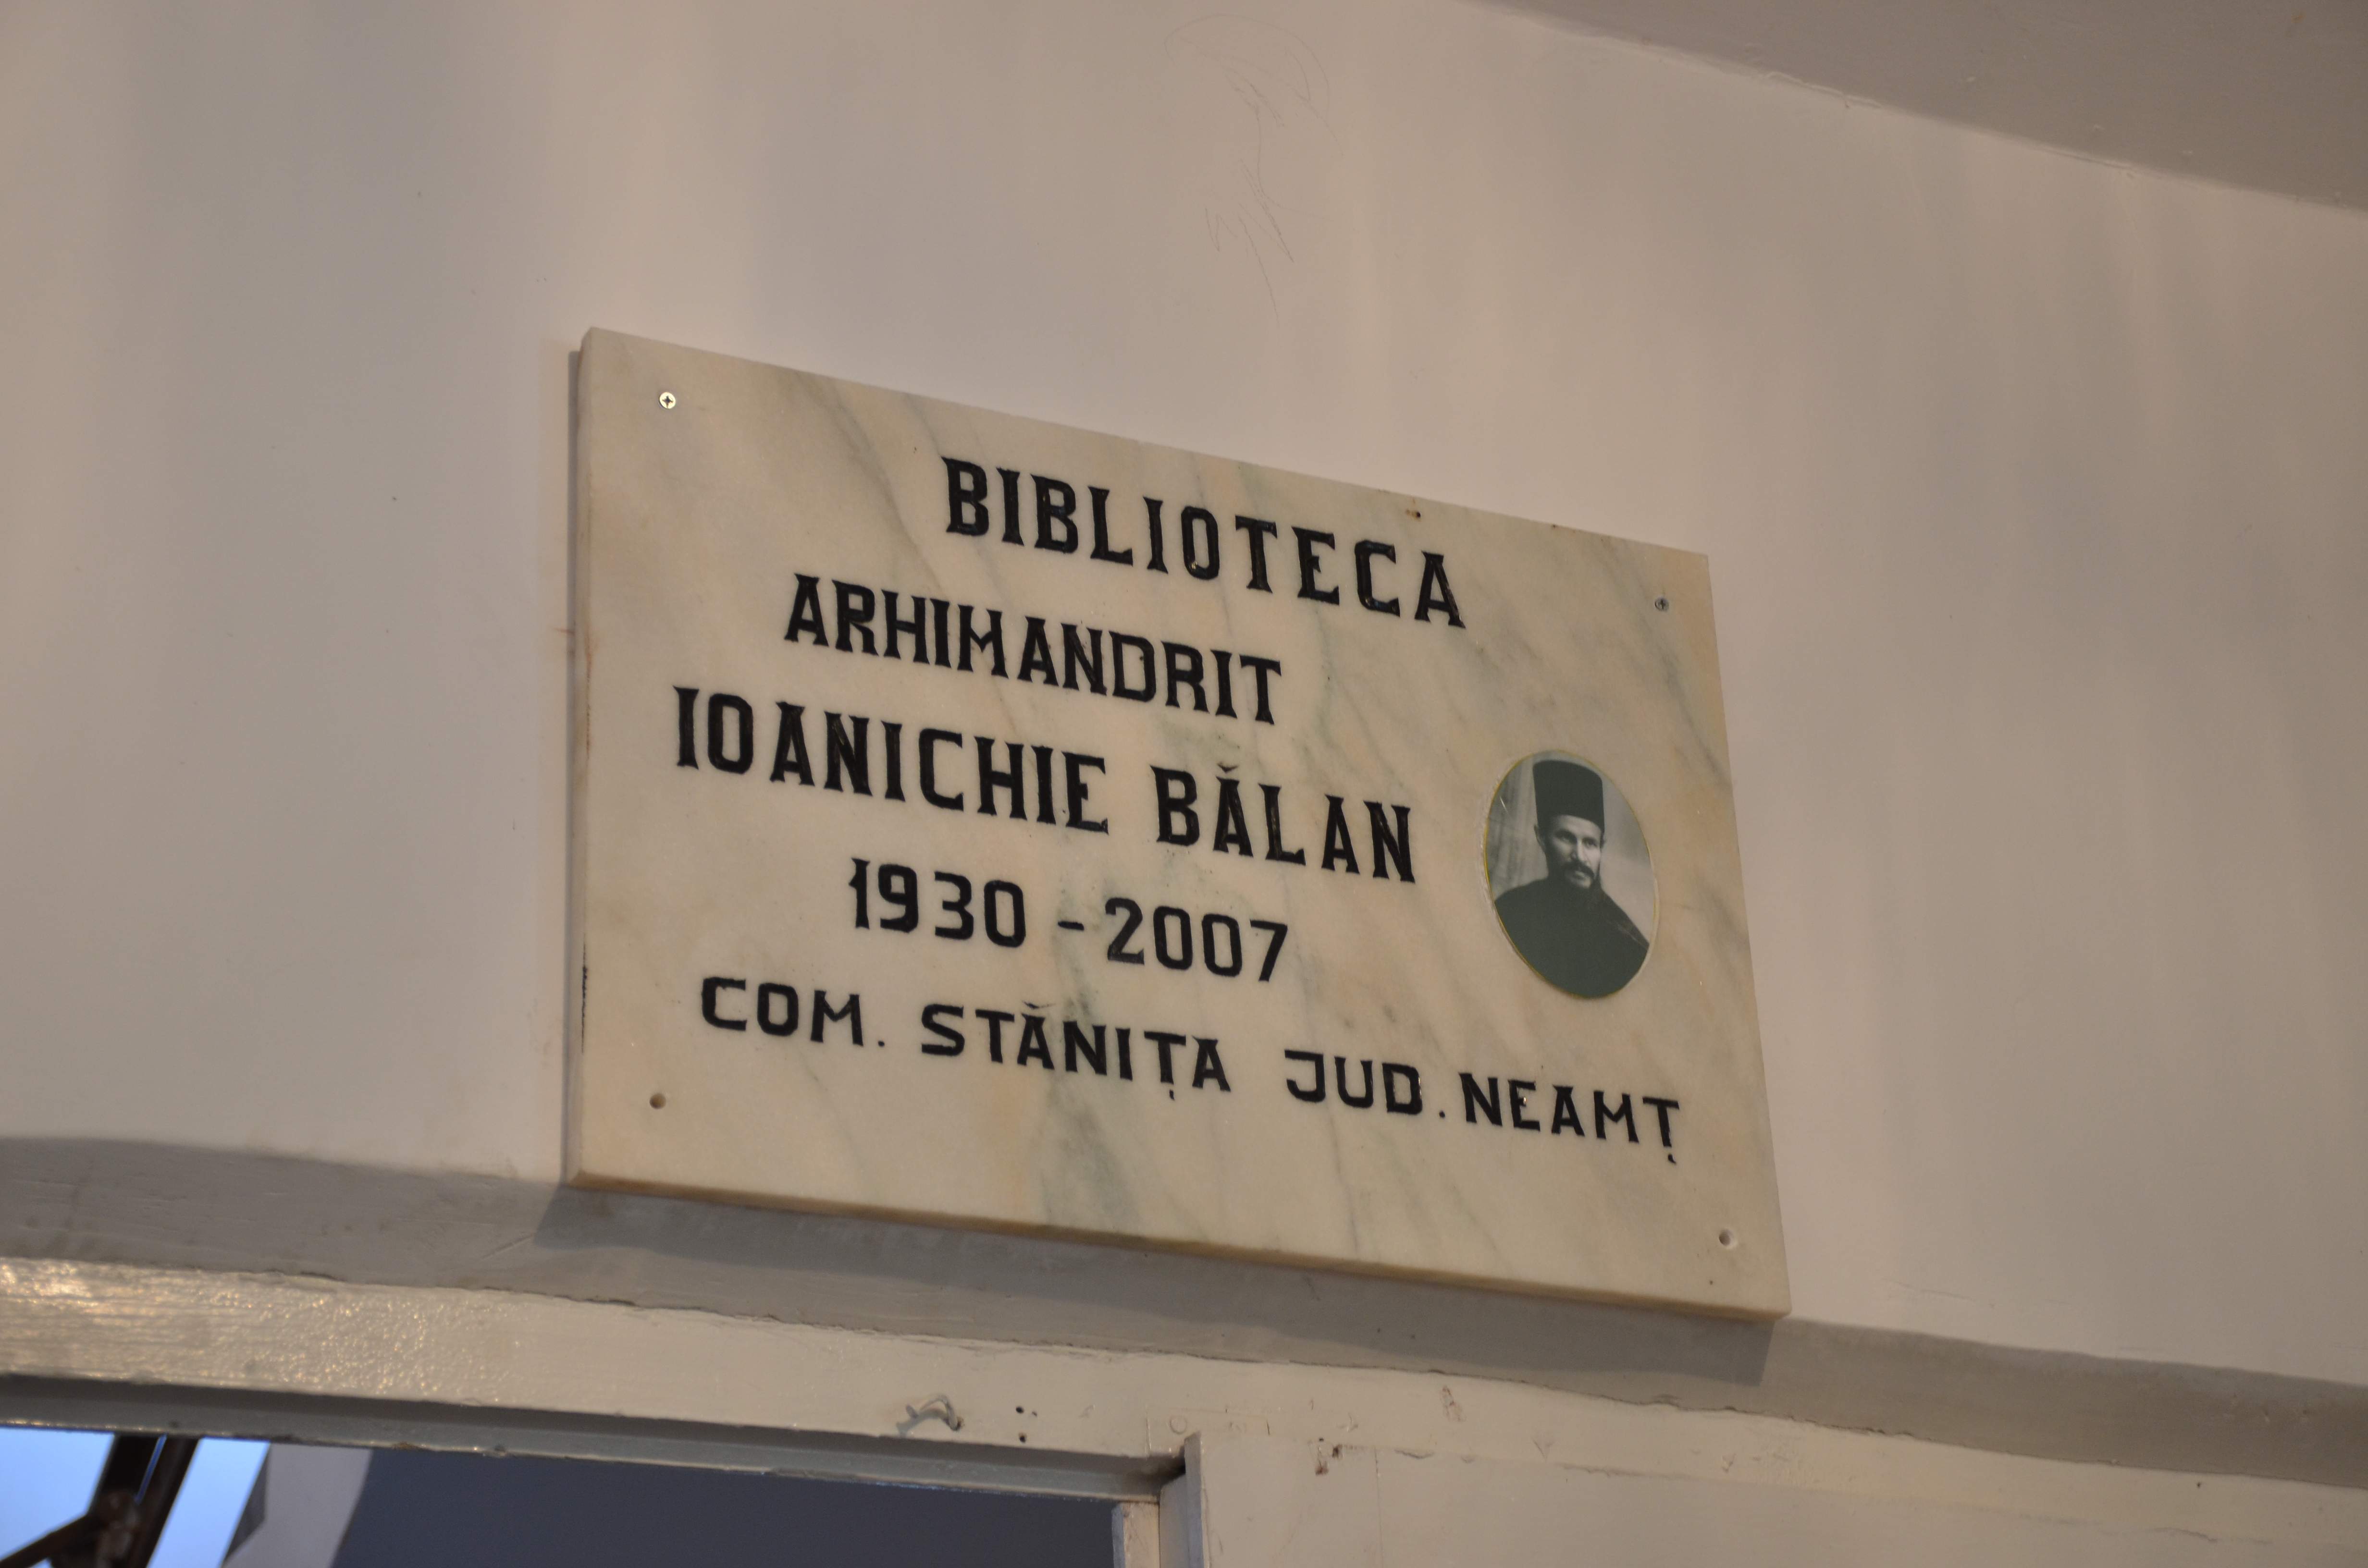 BIBLIOTECA
ARHIMANDRIT
IOANICHIE BĂLAN
1930 - 2007
COM. STĂNIȚA JUD. NEAMȚ